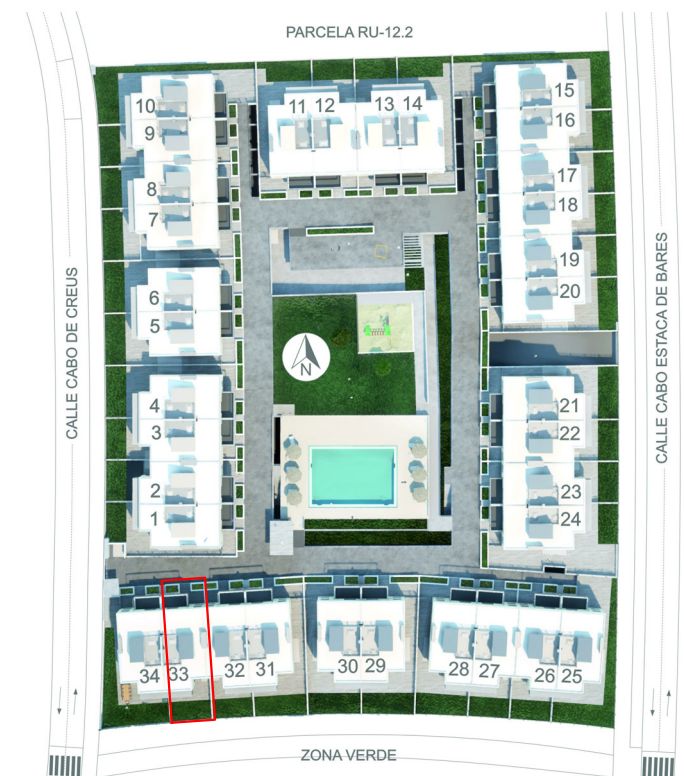 PARCELA RU-12.2
10
9
8
7
6
5
4
3
2
1
11 12 13 14
15
16
17
18
19
20
21
22
23
24
N
CALLE CABO DE CREUS
CALLE CABO ESTACA DE BARES
34 33 32 31 30 29 28 27 26 25
ZONA VERDE